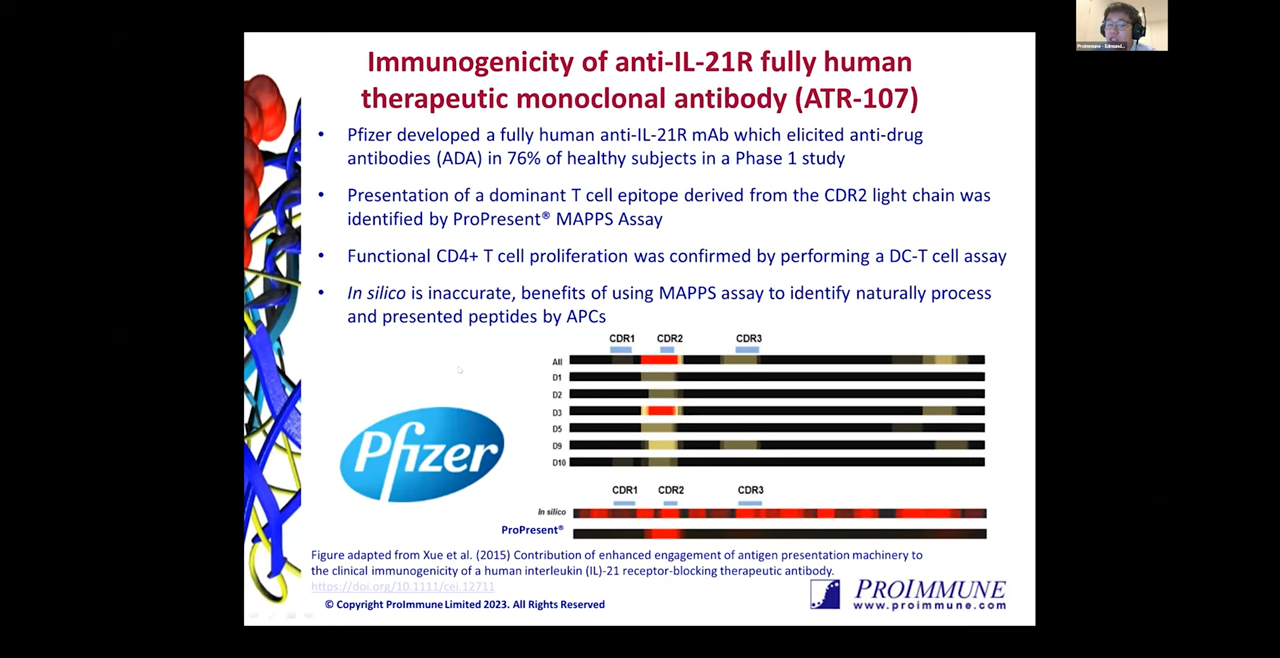 ProImmune - Edmund...
Immunogenicity of anti-IL-21R fully human
therapeutic monoclonal antibody (ATR-107)
• Pfizer developed a fully human anti-IL-21R mAb which elicited anti-drug
antibodies (ADA) in 76% of healthy subjects in a Phase 1 study
• Presentation of a dominant T cell epitope derived from the CDR2 light chain was
identified by ProPresent® MAPPS Assay
• Functional CD4+ T cell proliferation was confirmed by performing a DC-T cell assay
• In silico is inaccurate, benefits of using MAPPS assay to identify naturally process
and presented peptides by APCs
CDR1 CDR2 CDR3
All
D1
D2
D3
D5
D9
D10
Pfizer
CDR1 CDR2 CDR3
In silico
ProPresent®
Figure adapted from Xue et al. (2015) Contribution of enhanced engagement of antigen presentation machinery to
the clinical immunogenicity of a human interleukin (IL)-21 receptor-blocking therapeutic antibody.
https://doi.org/10.1111/cei.12711
© Copyright ProImmune Limited 2023. All Rights Reserved
PROIMMUNE
www.proimmune.com